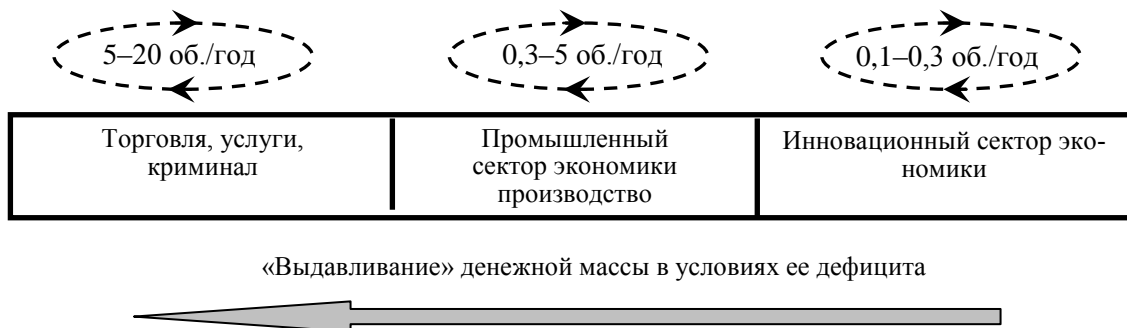 5–20 об./год
0,3–5 об./год
0,1–0,3 об./год
Торговля, услуги,
криминал
Промышленный
сектор экономики
производство
Инновационный сектор эко-
номики
«Выдавливание» денежной массы в условиях ее дефицита